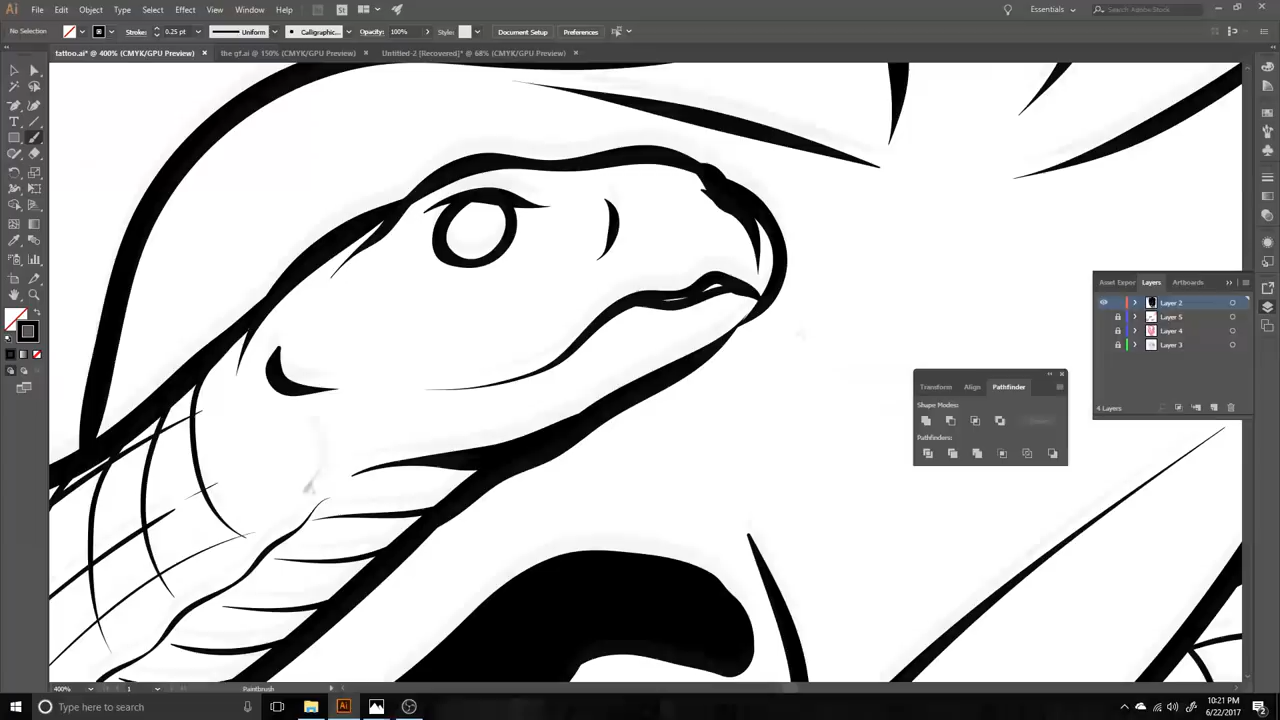 Ai File Edit Object Type Select Effect View Window Help Br St Essentials Search Adobe Stock
No Selection Stroke: 0.25 pt Uniform Calligraphic... Opacity: 100% Style: Document Setup Preferences
tattoo.ai* @ 400% (CMYK/GPU Preview) × the gf.ai @ 150% (CMYK/GPU Preview) × Untitled-2 [Recovered]* @ 68% (CMYK/GPU Preview) ×
Asset Expor Layers Artboards
Layer 2
Layer 5
Layer 4
Layer 3
4 Layers
Transform Align Pathfinder
Shape Modes:
Pathfinders:
400% 1 Paintbrush
Type here to search
10:21 PM
6/22/2017